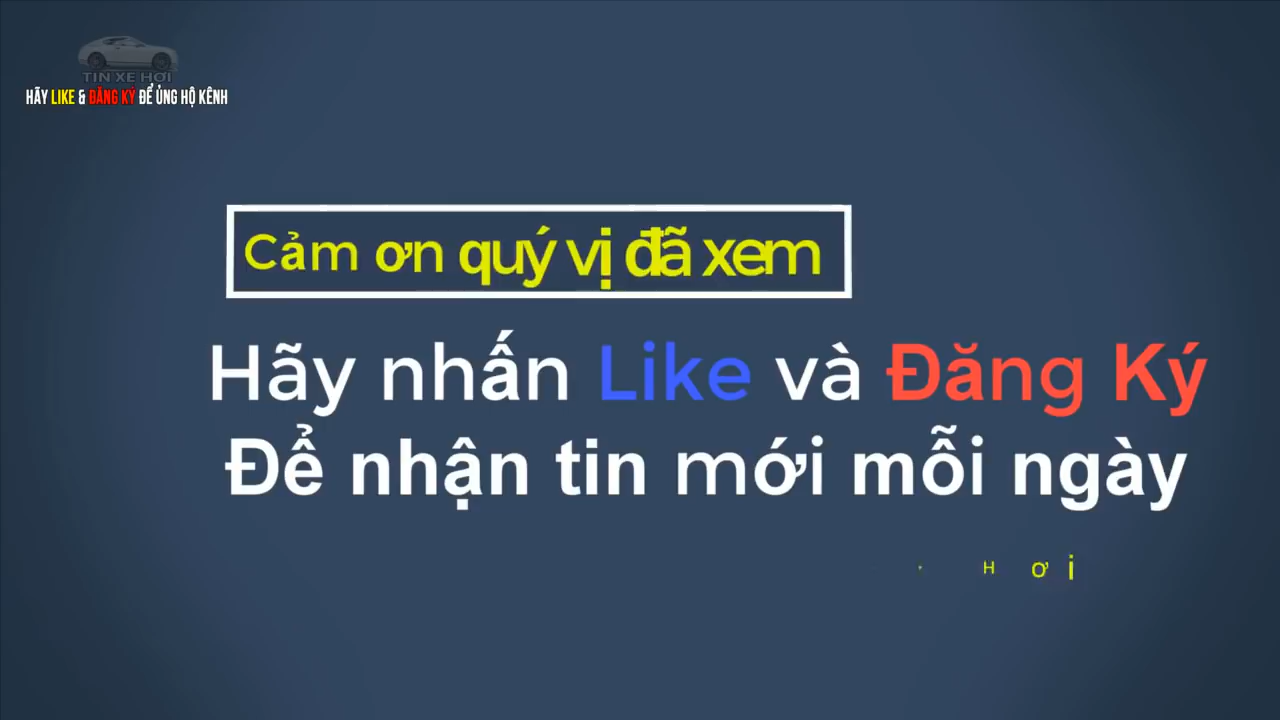 TIN XE HƠI
HÃY LIKE & ĐĂNG KÝ ĐỂ ỦNG HỘ KÊNH
Cảm ơn quý vị đã xem
Hãy nhấn Like và Đăng Ký
Để nhận tin mới mỗi ngày
H ơ i